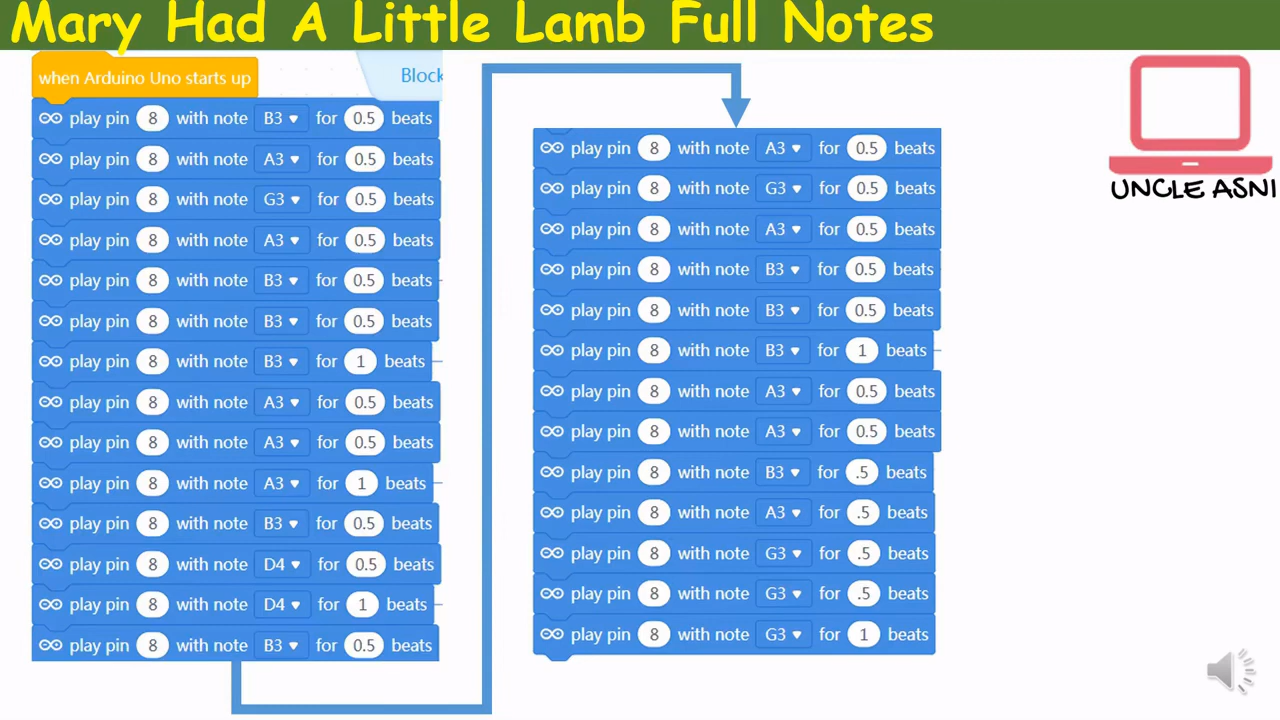 Mary Had A Little Lamb Full Notes
when Arduino Uno starts up
Block
play pin 8 with note B3 for 0.5 beats
play pin 8 with note A3 for 0.5 beats
play pin 8 with note G3 for 0.5 beats
play pin 8 with note A3 for 0.5 beats
play pin 8 with note B3 for 0.5 beats
play pin 8 with note B3 for 0.5 beats
play pin 8 with note B3 for 1 beats
play pin 8 with note A3 for 0.5 beats
play pin 8 with note A3 for 0.5 beats
play pin 8 with note A3 for 1 beats
play pin 8 with note B3 for 0.5 beats
play pin 8 with note D4 for 0.5 beats
play pin 8 with note D4 for 1 beats
play pin 8 with note B3 for 0.5 beats
play pin 8 with note A3 for 0.5 beats
play pin 8 with note G3 for 0.5 beats
play pin 8 with note A3 for 0.5 beats
play pin 8 with note B3 for 0.5 beats
play pin 8 with note B3 for 0.5 beats
play pin 8 with note B3 for 1 beats
play pin 8 with note A3 for 0.5 beats
play pin 8 with note A3 for 0.5 beats
play pin 8 with note B3 for .5 beats
play pin 8 with note A3 for .5 beats
play pin 8 with note G3 for .5 beats
play pin 8 with note G3 for .5 beats
play pin 8 with note G3 for 1 beats
UNCLE ASNI